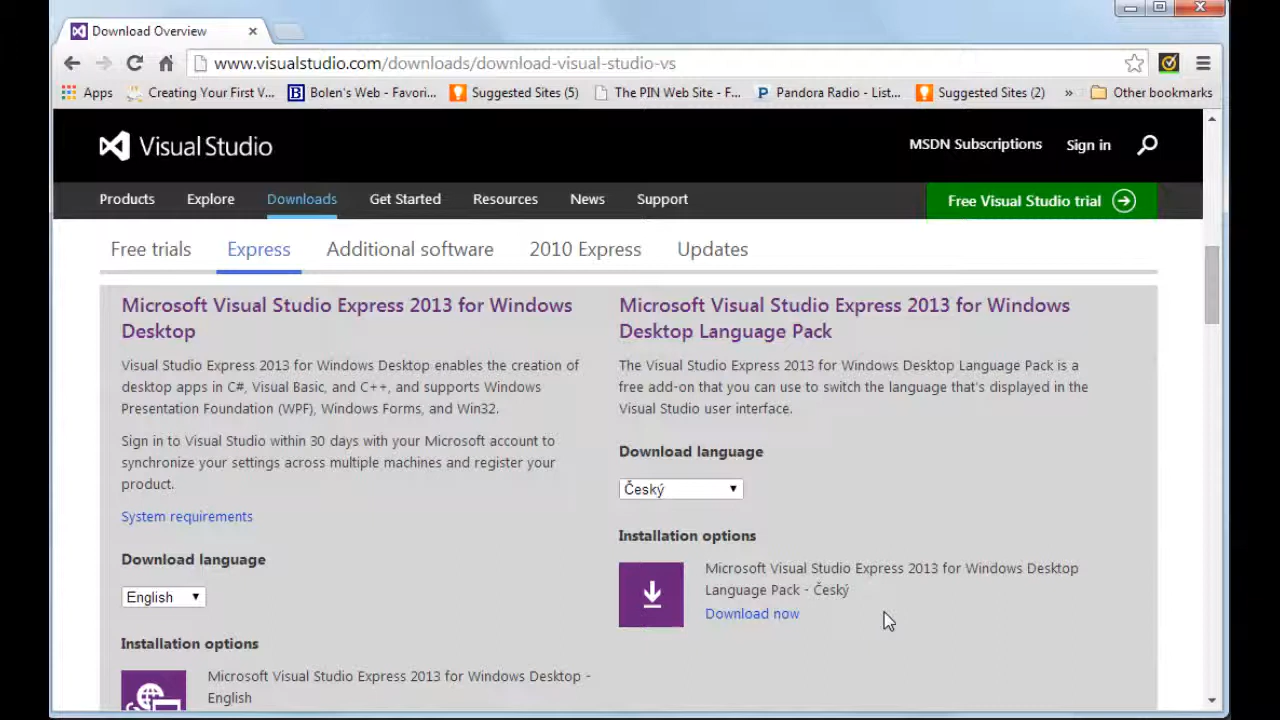 Download Overview
www.visualstudio.com/downloads/download-visual-studio-vs
Apps
Creating Your First V...
Bolen's Web - Favori...
Suggested Sites (5)
The PIN Web Site - F...
Pandora Radio - List...
Suggested Sites (2)
»
Other bookmarks
Visual Studio
MSDN Subscriptions
Sign in
Products
Explore
Downloads
Get Started
Resources
News
Support
Free Visual Studio trial
Free trials
Express
Additional software
2010 Express
Updates
Microsoft Visual Studio Express 2013 for Windows
Desktop
Visual Studio Express 2013 for Windows Desktop enables the creation of
desktop apps in C#, Visual Basic, and C++, and supports Windows
Presentation Foundation (WPF), Windows Forms, and Win32.
Sign in to Visual Studio within 30 days with your Microsoft account to
synchronize your settings across multiple machines and register your
product.
System requirements
Download language
English
Installation options
Microsoft Visual Studio Express 2013 for Windows Desktop -
English
Microsoft Visual Studio Express 2013 for Windows
Desktop Language Pack
The Visual Studio Express 2013 for Windows Desktop Language Pack is a
free add-on that you can use to switch the language that's displayed in the
Visual Studio user interface.
Download language
Český
Installation options
Microsoft Visual Studio Express 2013 for Windows Desktop
Language Pack - Český
Download now